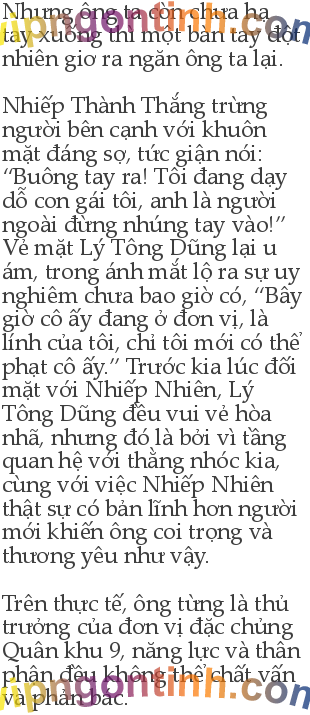 Nhưng ông ta còn chưa hạ
tay xuống thì một bàn tay đột
nhiên giơ ra ngăn ông ta lại.
Nhiếp Thành Thắng trừng
người bên cạnh với khuôn
mặt đáng sợ, tức giận nói:
“Buông tay ra! Tôi đang dạy
dỗ con gái tôi, anh là người
ngoài đừng nhúng tay vào!”
Vẻ mặt Lý Tông Dũng lại u
ám, trong ánh mắt lộ ra sự uy
nghiêm chưa bao giờ có, “Bây
giờ cô ấy đang ở đơn vị, là
lính của tôi, chỉ tôi mới có thể
phạt cô ấy.” Trước kia lúc đối
mặt với Nhiếp Nhiên, Lý
Tông Dũng đều vui vẻ hòa
nhã, nhưng đó là bởi vì tầng
quan hệ với thằng nhóc kia,
cùng với việc Nhiếp Nhiên
thật sự có bản lĩnh hơn người
mới khiến ông coi trọng và
thương yêu như vậy.
Trên thực tế, ông từng là thủ
trưởng của đơn vị đặc chủng
Quân khu 9, năng lực và thân
phận đều không thể chất vấn
và phản bác.